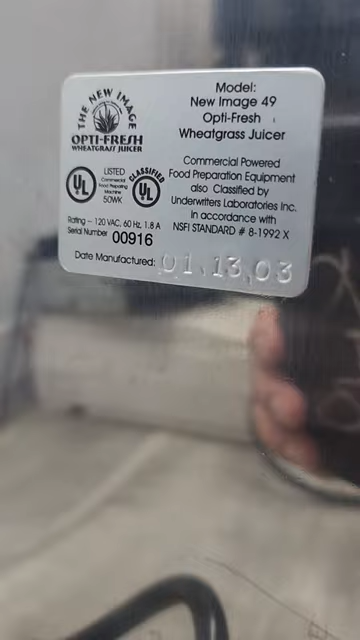 THE NEW IMAGE
OPTI-FRESH
WHEATGRASS JUICER
Model:
New Image 49
Opti-Fresh
Wheatgrass Juicer
UL
LISTED
Commercial
Food Preparing
Machine
50WK
CLASSIFIED
UL
Commercial Powered
Food Preparation Equipment
also Classified by
Underwriters Laboratories Inc.
in accordance with
NSFI STANDARD # 8-1992 X
Rating ~ 120 VAC, 60 Hz, 1.8 A
Serial Number 00916
Date Manufactured: 01.13.03